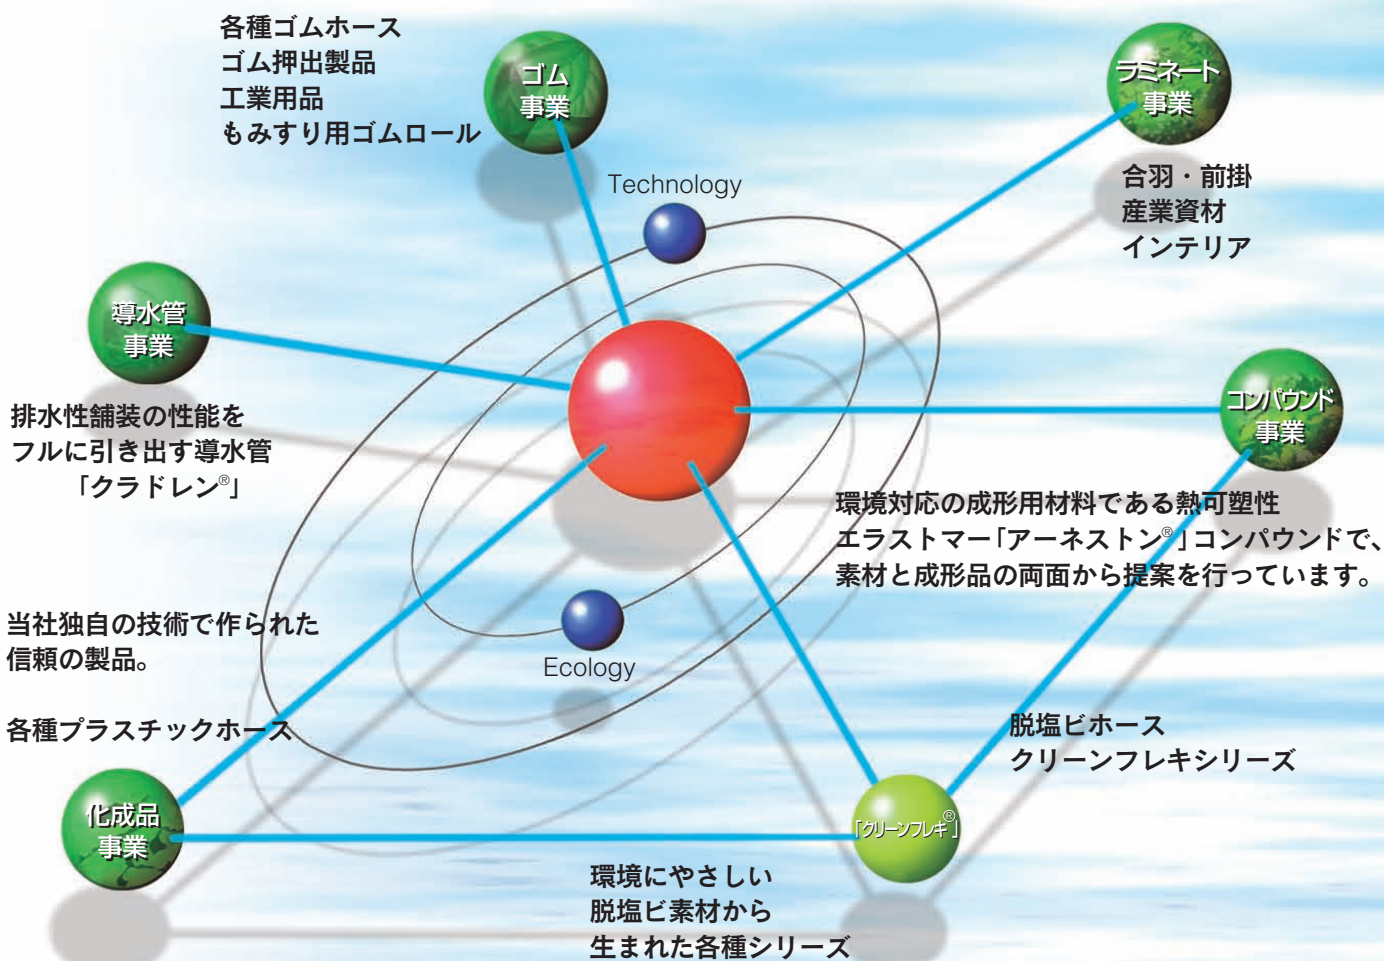 各種ゴムホース
ゴム押出製品
工業用品
もみすり用ゴムロール
ゴム
事業
ラミネート
事業
合羽・前掛
産業資材
インテリア
Technology
導水管
事業
排水性舗装の性能を
フルに引き出す導水管
「クラドレン®」
コンパウンド
事業
環境対応の成形用材料である熱可塑性
エラストマー「アーネストン®」コンパウンドで、
素材と成形品の両面から提案を行っています。
当社独自の技術で作られた
信頼の製品。
各種プラスチックホース
Ecology
化成品
事業
脱塩ビホース
クリーンフレキシリーズ
「クリーンフレキ®」
環境にやさしい
脱塩ビ素材から
生まれた各種シリーズ